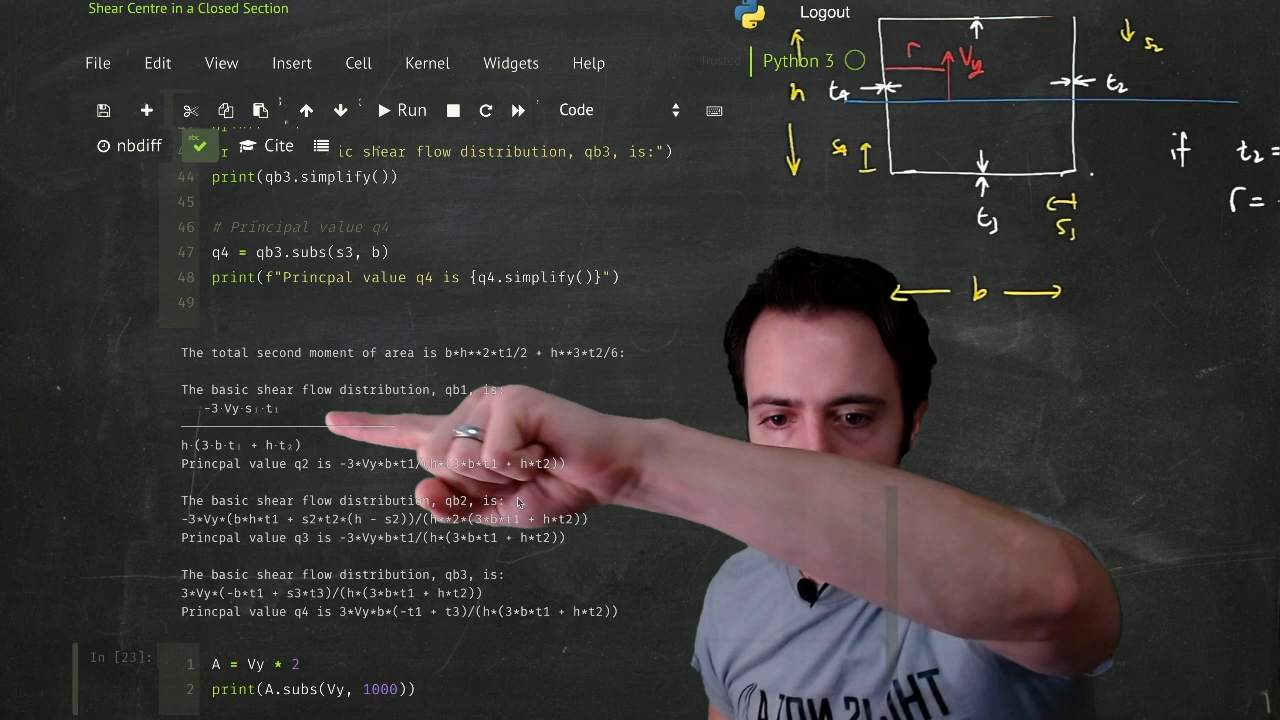 Shear Centre in a Closed Section
Logout
File Edit View Insert Cell Kernel Widgets Help
Trusted
Python 3
Run
Code
nbdiff
Cite
ic shear flow distribution, qb3, is:")
44 print(qb3.simplify())
45
46 # Principal value q4
47 q4 = qb3.subs(s3, b)
48 print(f"Princpal value q4 is {q4.simplify()}")
49
The total second moment of area is b*h**2*t1/2 + h**3*t2/6:
The basic shear flow distribution, qb1, is:
-3⋅Vy⋅s₁⋅t₁
h⋅(3⋅b⋅t₁ + h⋅t₂)
Princpal value q2 is -3*Vy*b*t1/(h*(3*b*t1 + h*t2))
The basic shear flow distribution, qb2, is:
-3*Vy*(b*h*t1 + s2*t2*(h - s2))/(h**2*(3*b*t1 + h*t2))
Princpal value q3 is -3*Vy*b*t1/(h*(3*b*t1 + h*t2))
The basic shear flow distribution, qb3, is:
3*Vy*(-b*t1 + s3*t3)/(h*(3*b*t1 + h*t2))
Princpal value q4 is 3*Vy*b*(-t1 + t3)/(h*(3*b*t1 + h*t2))
In [23]:
1 A = Vy * 2
2 print(A.subs(Vy, 1000))
r
Vy
s2
h
t4
t2
s4
if t2=
r=
t3
s3
b
THIS IS NOT A